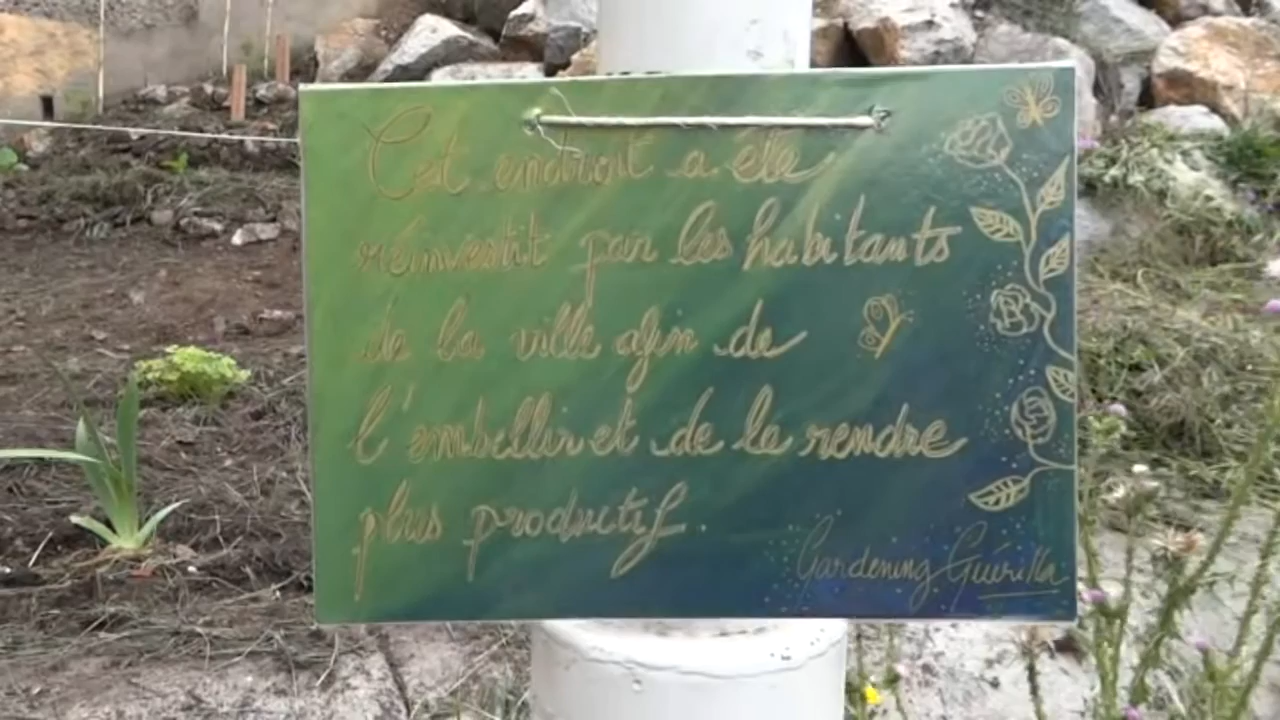 Cet endroit a été
réinvestit par les habitants
de la ville afin de
l'embellir et de le rendre
plus productif.
Gardening Guérilla